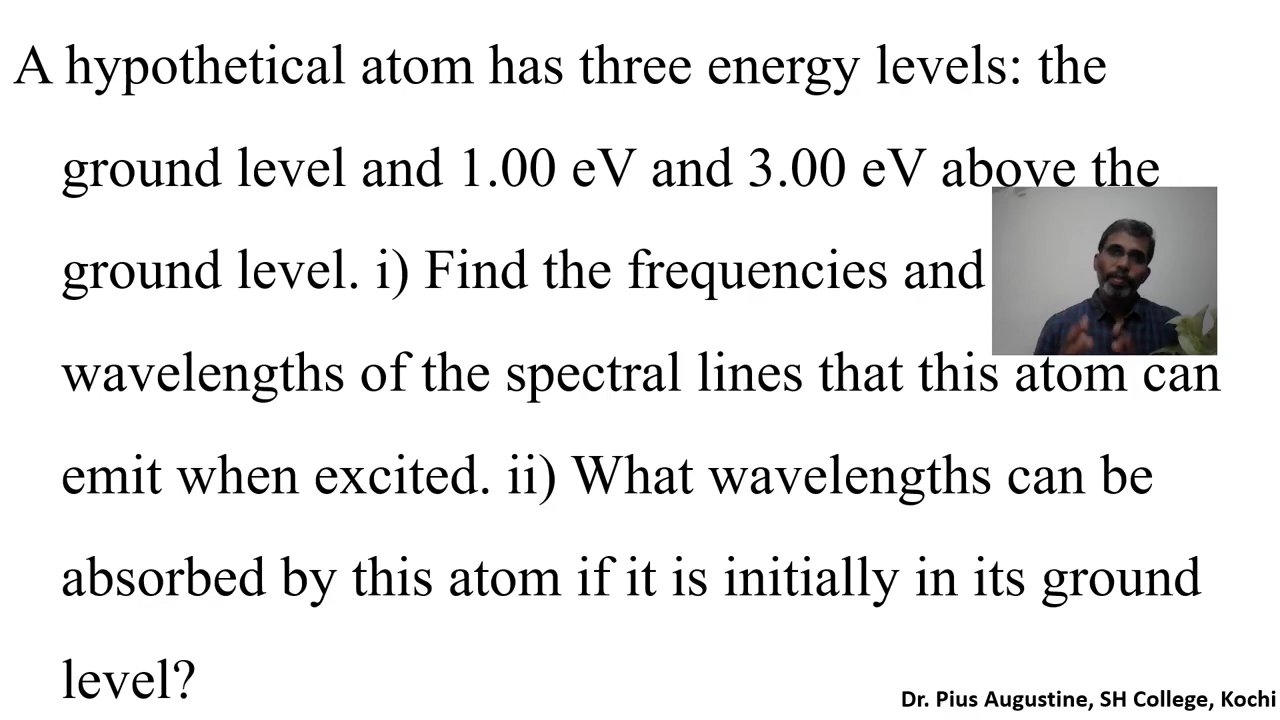 A hypothetical atom has three energy levels: the
ground level and 1.00 eV and 3.00 eV above the
ground level. i) Find the frequencies and
wavelengths of the spectral lines that this atom can
emit when excited. ii) What wavelengths can be
absorbed by this atom if it is initially in its ground
level?
Dr. Pius Augustine, SH College, Kochi